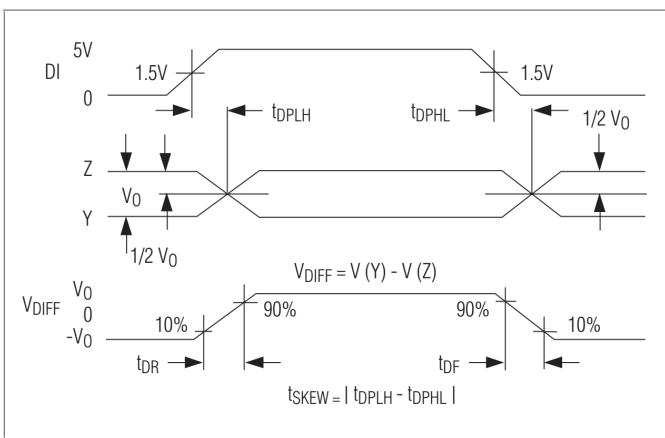 5V
DI
1.5V
1.5V
0
tDPLH
tDPHL
1/2 VO
Z
VO
Y
1/2 VO
VDIFF = V (Y) - V (Z)
VO
VDIFF
0
-VO
10%
90%
90%
10%
tDR
tDF
tSKEW = | tDPLH - tDPHL |